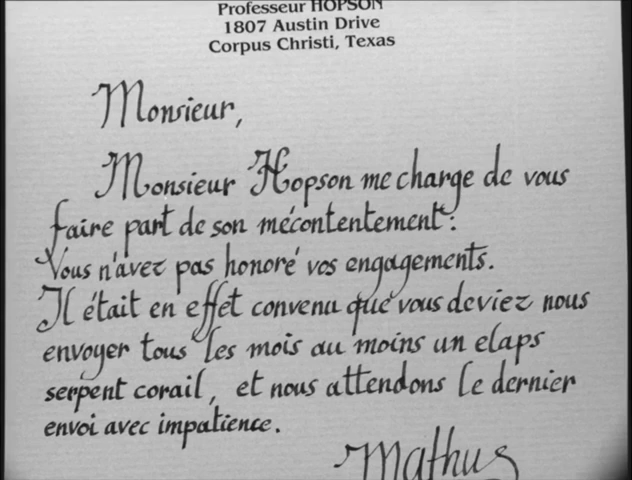 Professeur HOPSON
1807 Austin Drive
Corpus Christi, Texas
Monsieur,
Monsieur Hopson me charge de vous
faire part de son mécontentement :
Vous n'avez pas honoré vos engagements.
Il était en effet convenu que vous deviez nous
envoyer tous les mois au moins un elaps
serpent corail, et nous attendons le dernier
envoi avec impatience.
Mathus